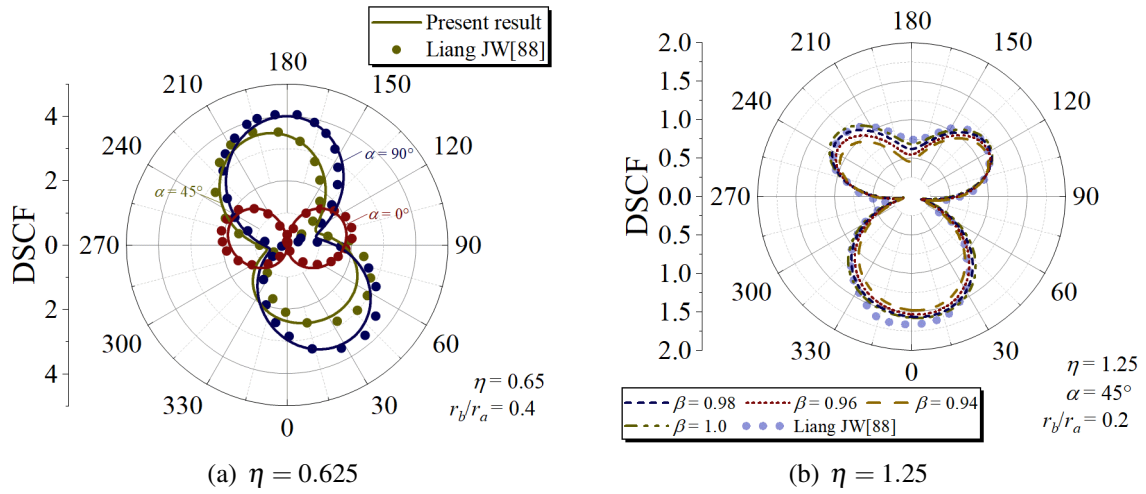 Present result
Liang JW[88]
DSCF
4
2
0
2
4
180
150
120
90
60
30
0
330
300
270
240
210
α = 90°
α = 45°
α = 0°
η = 0.65
r_b/r_a = 0.4
(a) η = 0.625
DSCF
2.0
1.5
1.0
0.5
0.0
0.5
1.0
1.5
2.0
180
150
120
90
60
30
0
330
300
270
240
210
η = 1.25
α = 45°
r_b/r_a = 0.2
β = 0.98 β = 0.96 β = 0.94
β = 1.0 Liang JW[88]
(b) η = 1.25